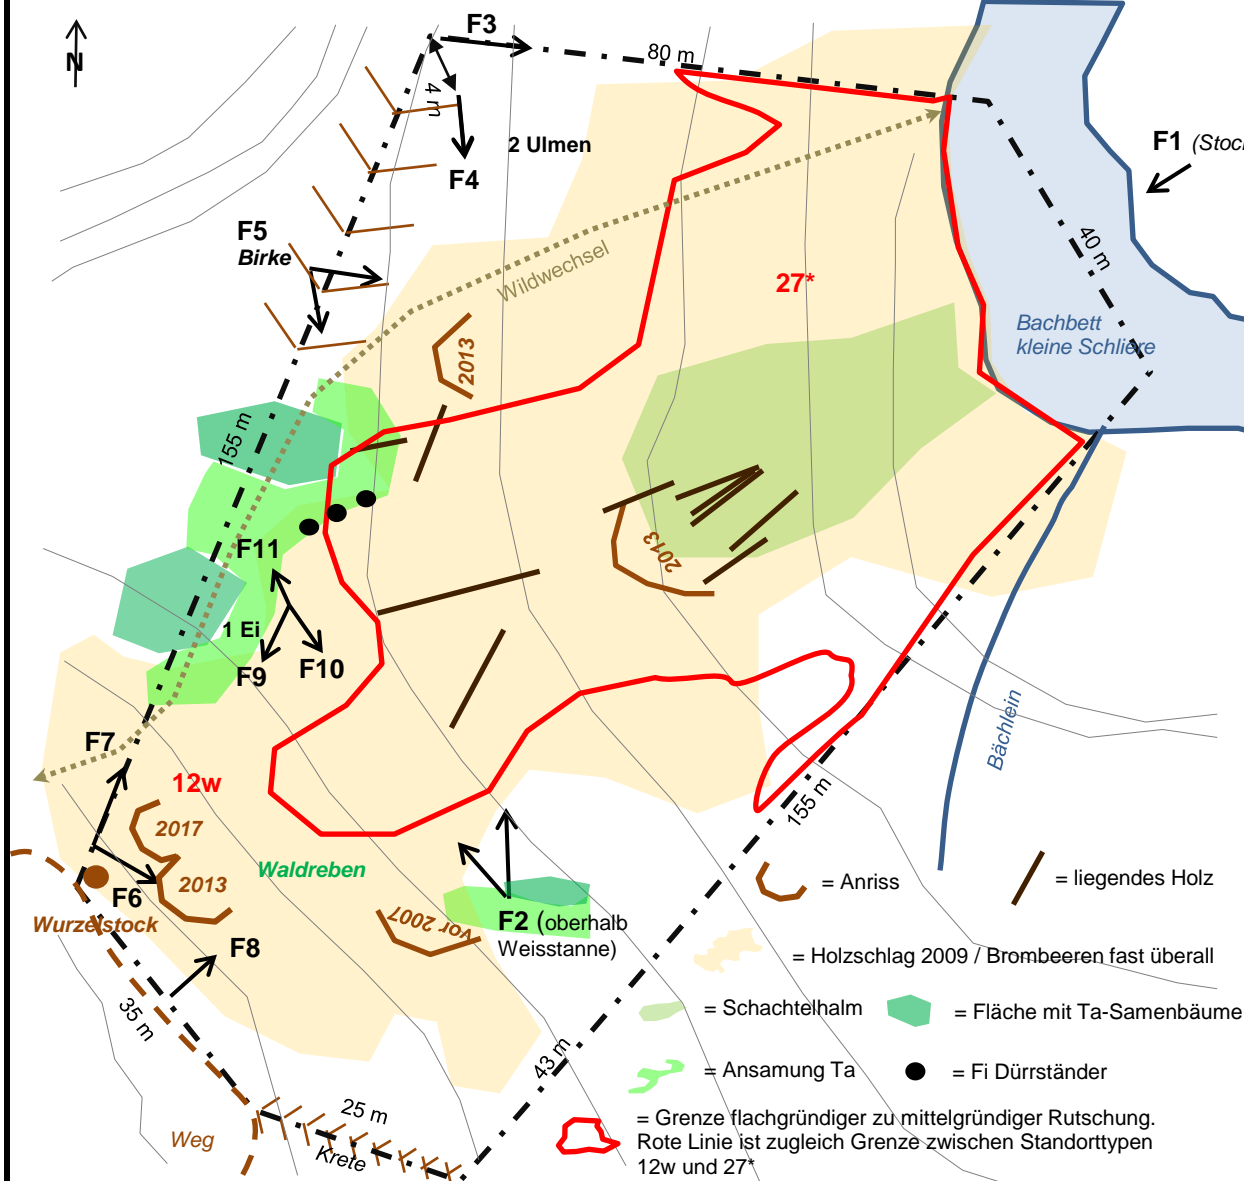 N
F3
80 m
4 m
2 Ulmen
F4
F1 (Stoc
F5
Birke
40 m
Wildwechsel
27*
Bachbett
kleine Schliere
2013
155 m
2013
F11
1 Ei
F9
F10
Bächlein
F7
12w
155 m
2017
Waldreben
2013
F6
Wurzelstock
vor 2007
F2 (oberhalb
Weisstanne)
F8
35 m
43 m
25 m
Krete
Weg
= Anriss
= liegendes Holz
= Holzschlag 2009 / Brombeeren fast überall
= Schachtelhalm
= Fläche mit Ta-Samenbäume
= Ansamung Ta
= Fi Dürrständer
= Grenze flachgründiger zu mittelgründiger Rutschung.
Rote Linie ist zugleich Grenze zwischen Standorttypen
12w und 27*